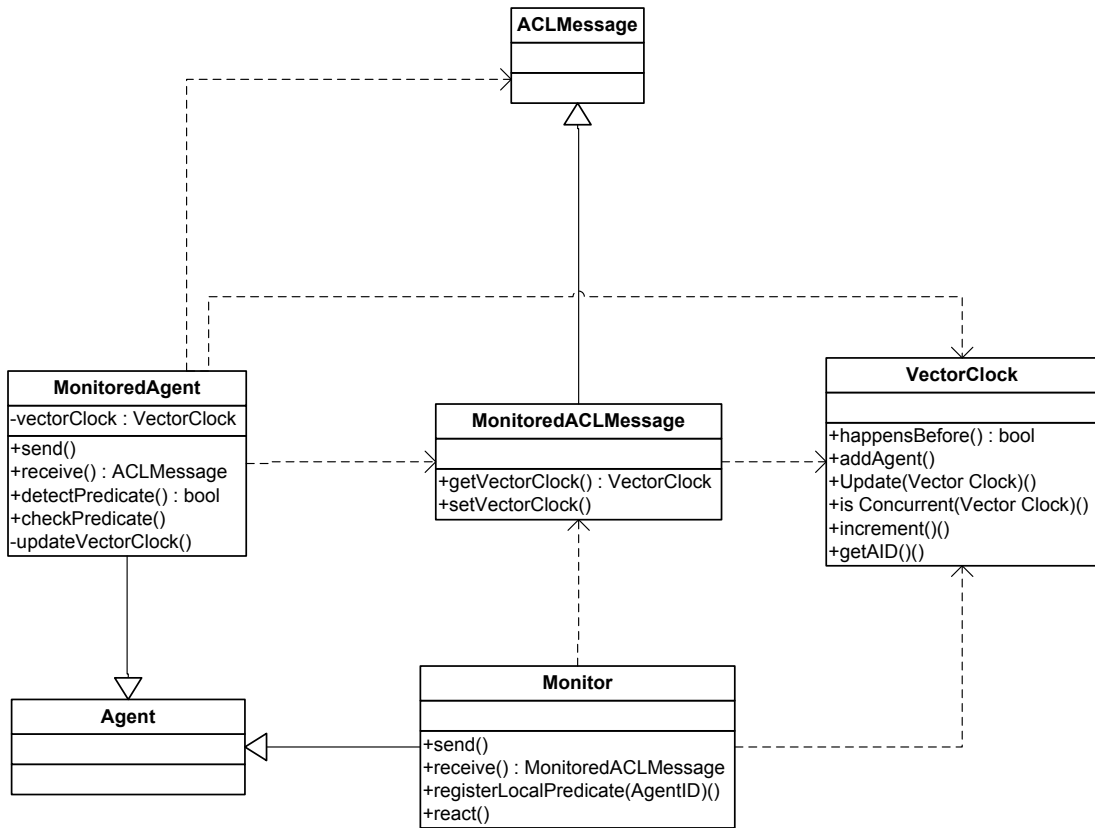 ACLMessage
MonitoredAgent
-vectorClock : VectorClock
+send()
+receive() : ACLMessage
+detectPredicate() : bool
+checkPredicate()
-updateVectorClock()
MonitoredACLMessage
+getVectorClock() : VectorClock
+setVectorClock()
VectorClock
+happensBefore() : bool
+addAgent()
+Update(Vector Clock)()
+is Concurrent(Vector Clock)()
+increment()()
+getAID()()
Agent
Monitor
+send()
+receive() : MonitoredACLMessage
+registerLocalPredicate(AgentID)()
+react()